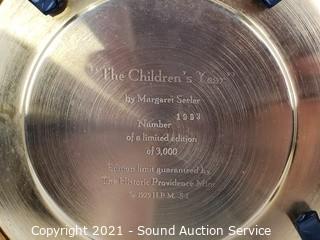 "The Children's Year"
by Margaret Seeler
Number 1993
of a limited edition
of 3,000
Edition limit guaranteed by
The Historic Providence Mint
Copyright 2021 - Sound Auction Service